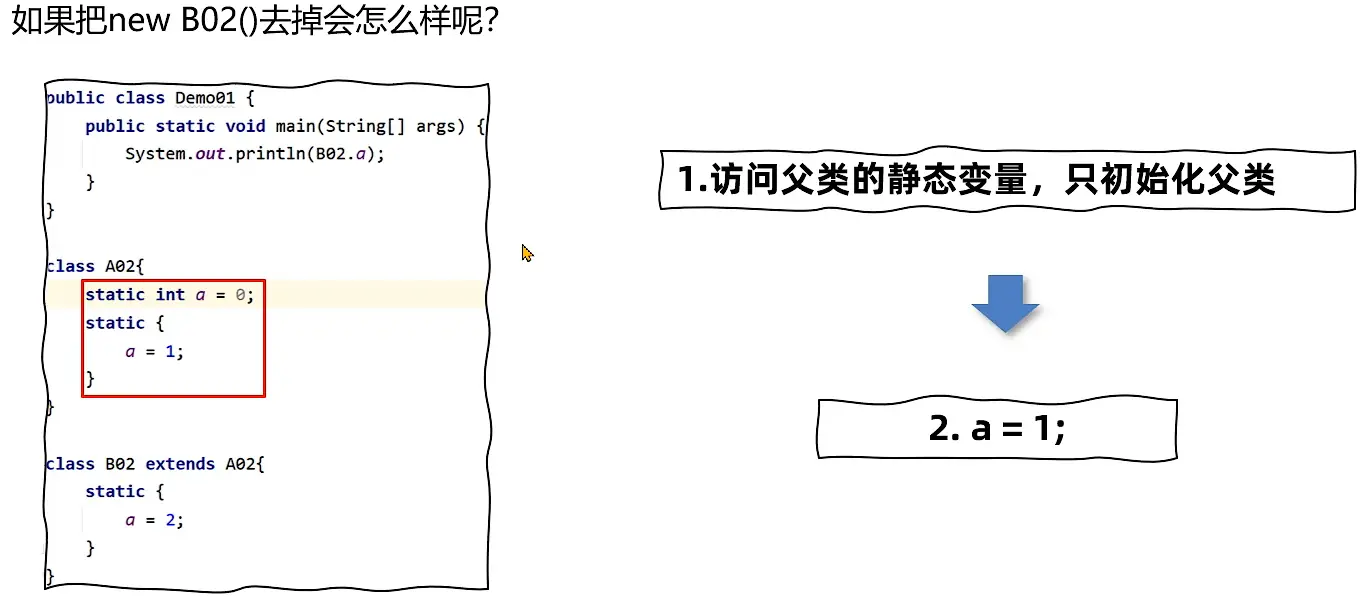 如果把new B02()去掉会怎么样呢?
public class Demo01 {
public static void main(String[] args) {
System.out.println(B02.a);
}
}
class A02{
static int a = 0;
static {
a = 1;
}
}
class B02 extends A02{
static {
a = 2;
}
}
1.访问父类的静态变量，只初始化父类
2. a = 1;